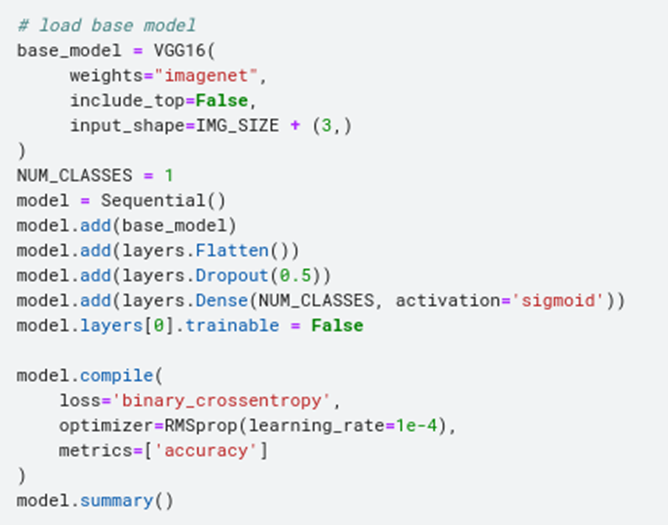 # load base model
base_model = VGG16(
     weights="imagenet",
     include_top=False,
     input_shape=IMG_SIZE + (3,)
)
NUM_CLASSES = 1
model = Sequential()
model.add(base_model)
model.add(layers.Flatten())
model.add(layers.Dropout(0.5))
model.add(layers.Dense(NUM_CLASSES, activation='sigmoid'))
model.layers[0].trainable = False

model.compile(
    loss='binary_crossentropy',
    optimizer=RMSprop(learning_rate=1e-4),
    metrics=['accuracy']
)
model.summary()